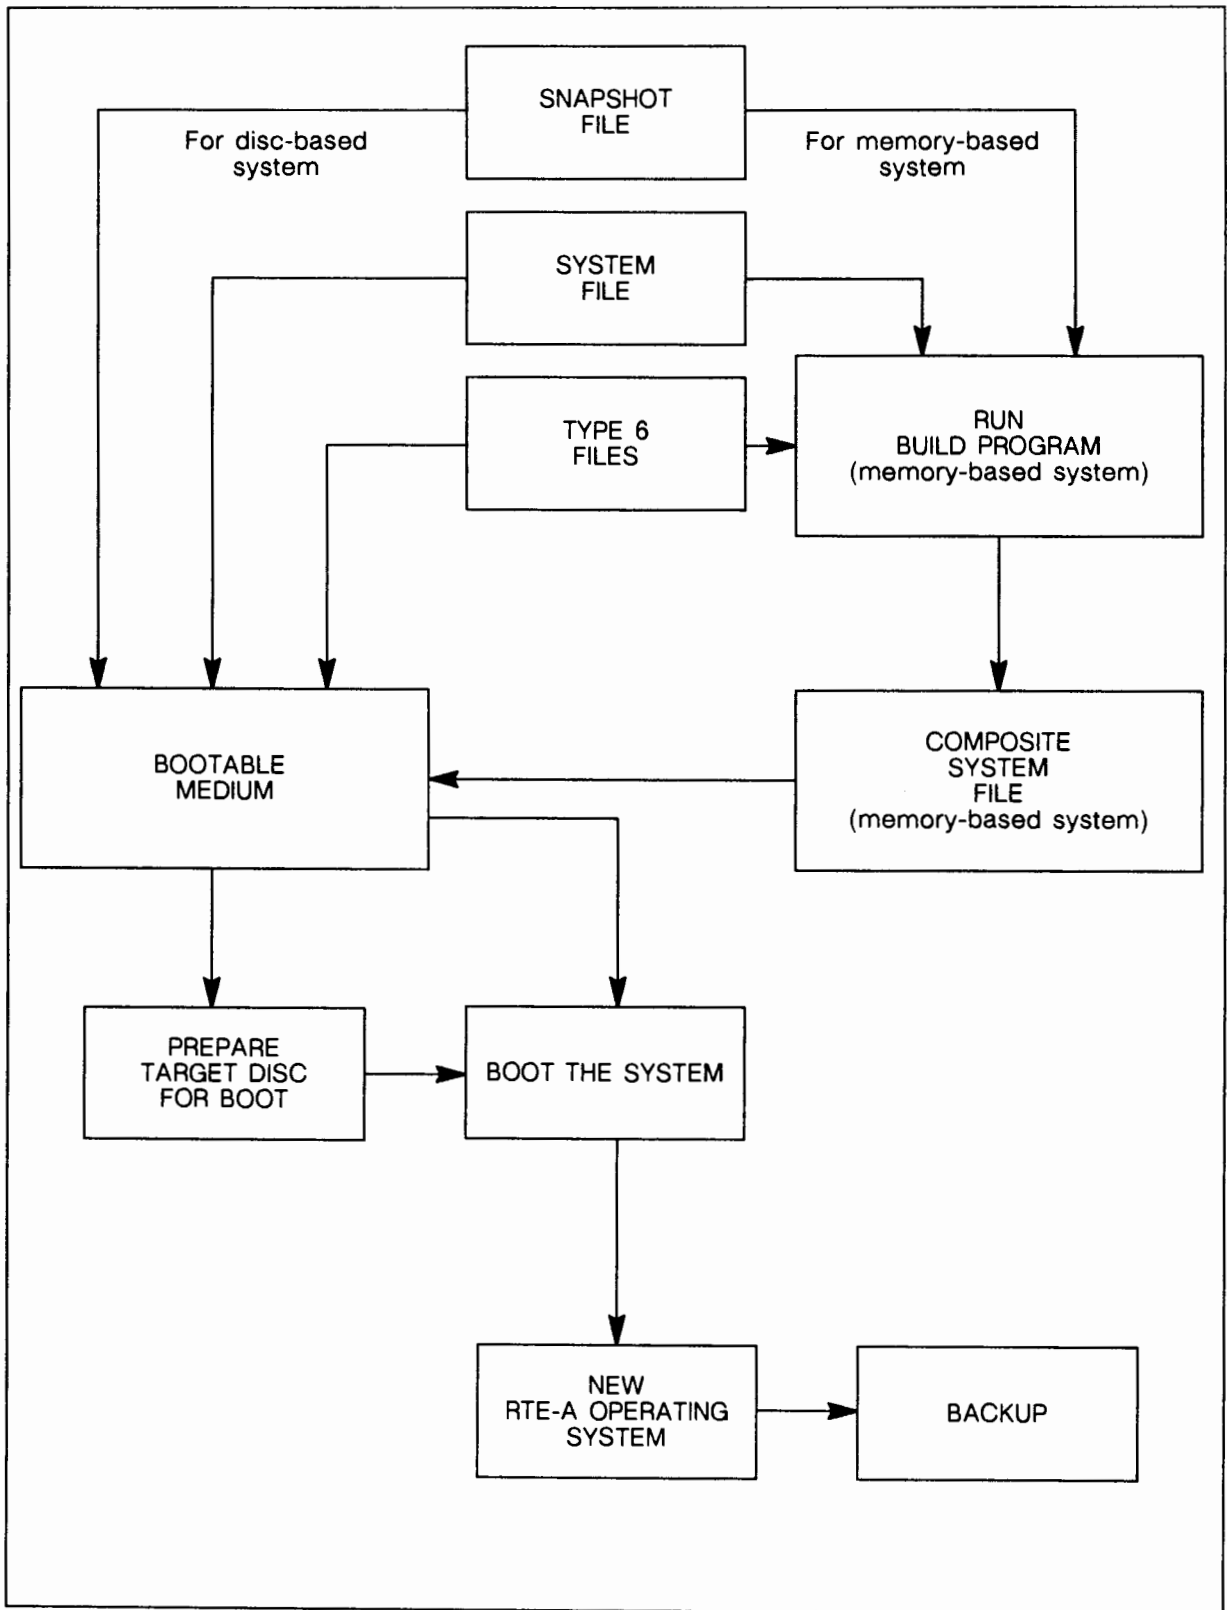 SNAPSHOT
FILE
For disc-based
system
For memory-based
system
SYSTEM
FILE
TYPE 6
FILES
RUN
BUILD PROGRAM
(memory-based system)
BOOTABLE
MEDIUM
COMPOSITE
SYSTEM
FILE
(memory-based system)
PREPARE
TARGET DISC
FOR BOOT
BOOT THE SYSTEM
NEW
RTE-A OPERATING
SYSTEM
BACKUP